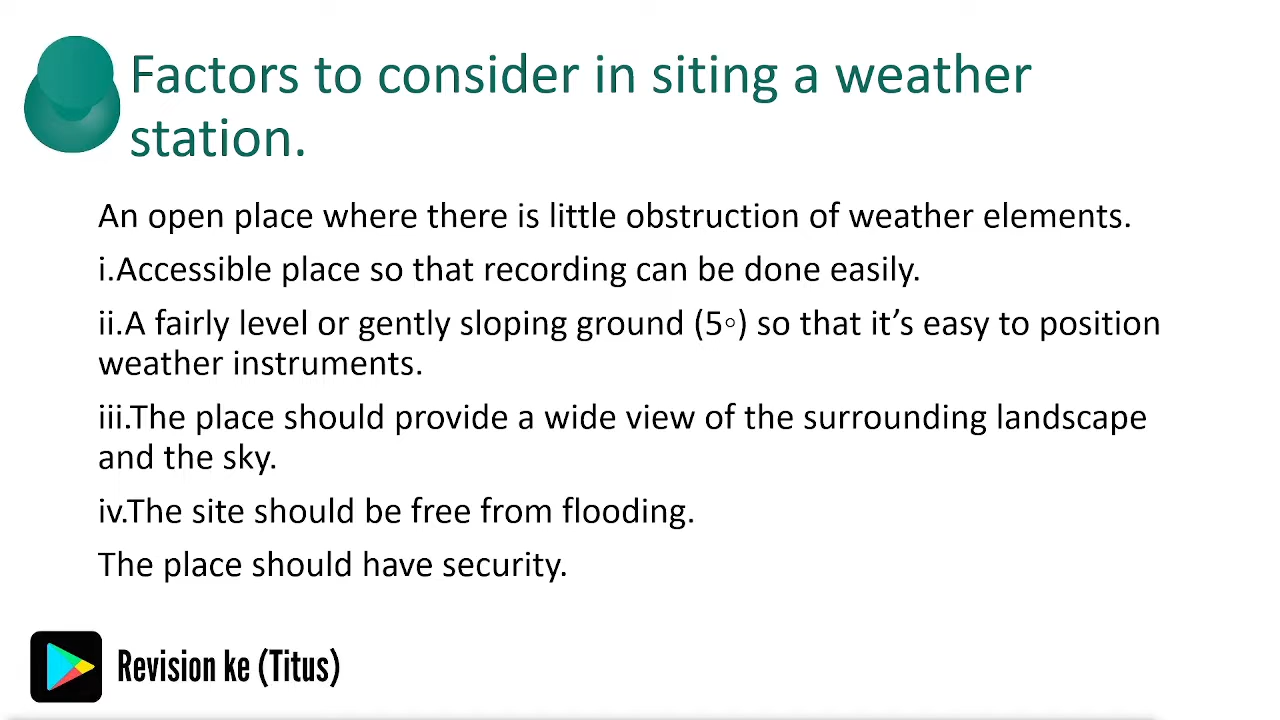 Factors to consider in siting a weather
station.
An open place where there is little obstruction of weather elements.
i.Accessible place so that recording can be done easily.
ii.A fairly level or gently sloping ground (5◦) so that it’s easy to position
weather instruments.
iii.The place should provide a wide view of the surrounding landscape
and the sky.
iv.The site should be free from flooding.
The place should have security.
Revision ke (Titus)